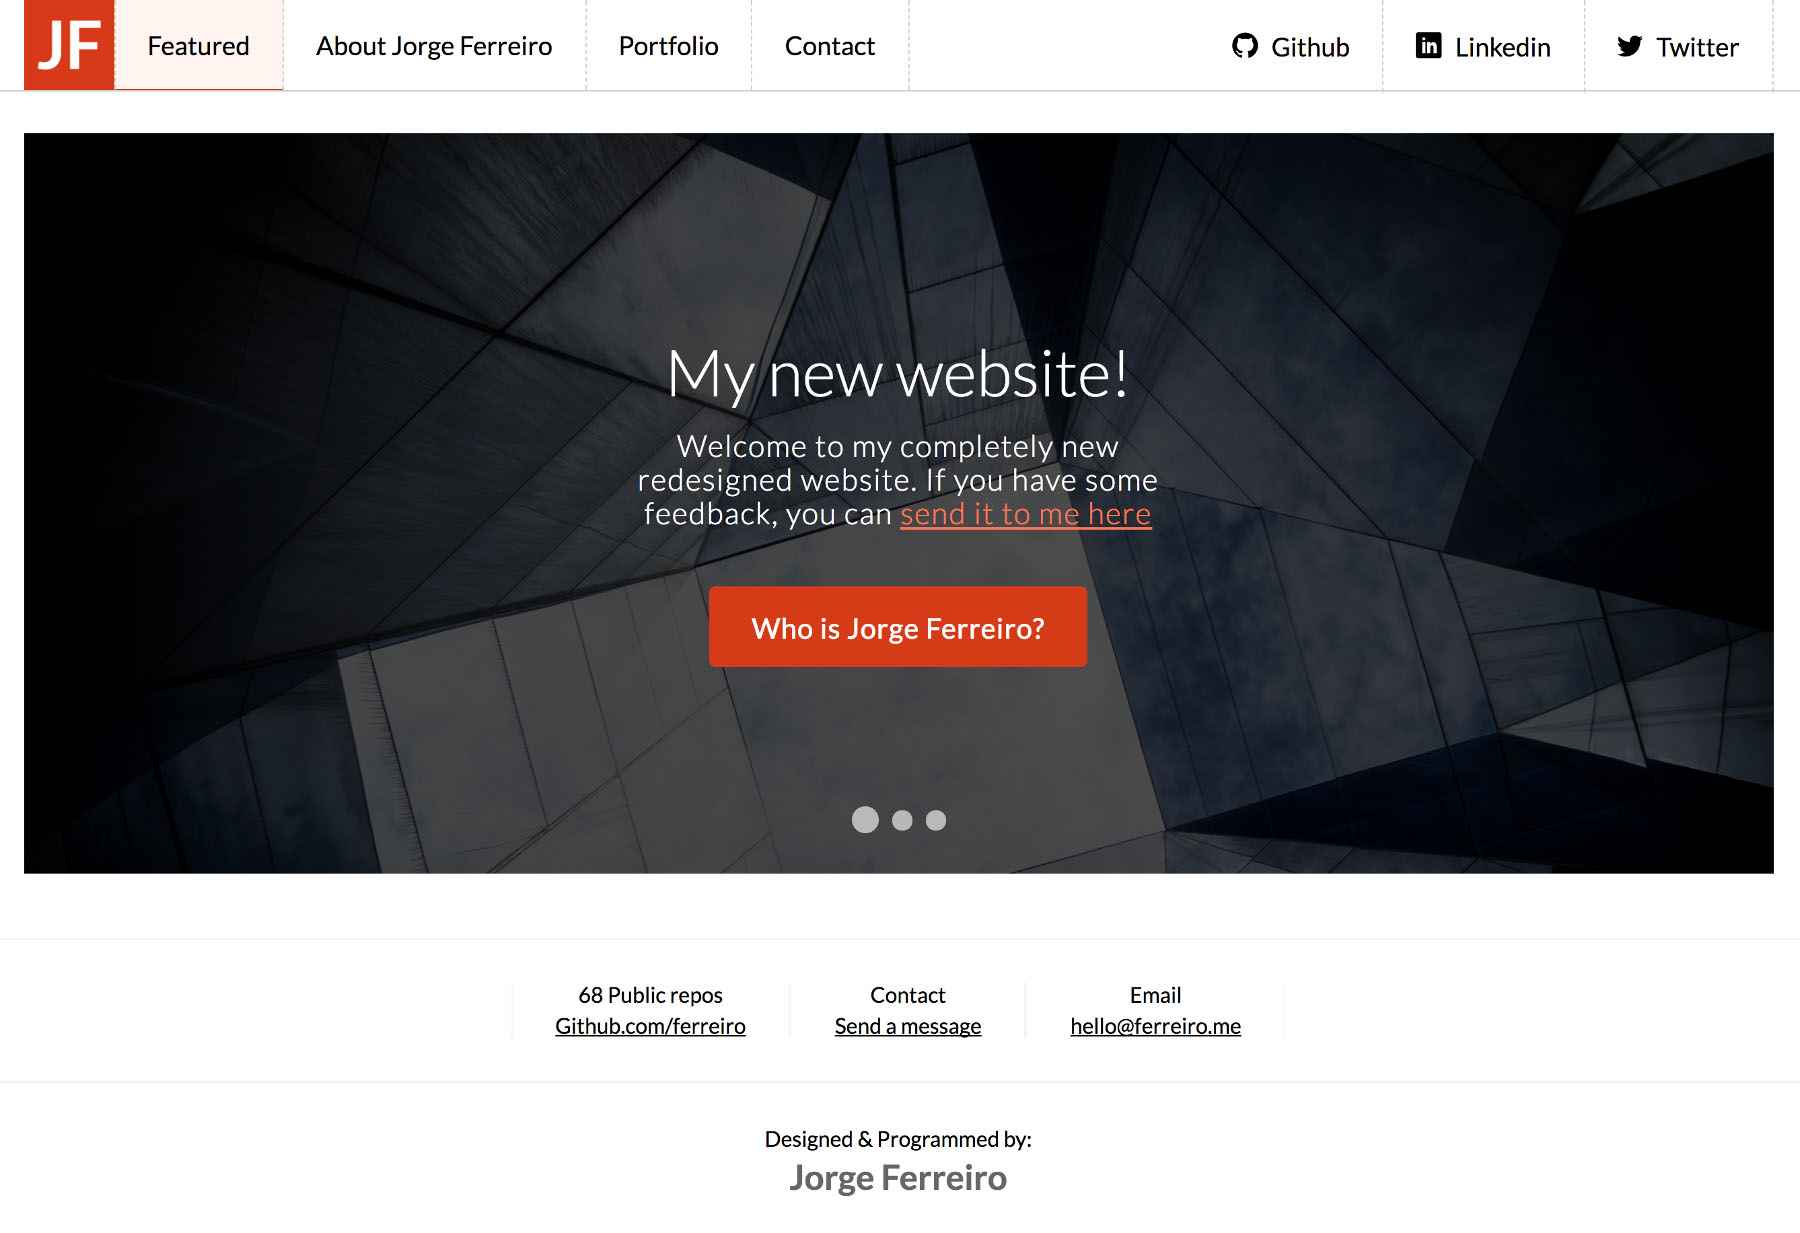 JF Featured About Jorge Ferreiro Portfolio Contact Github Linkedin Twitter
My new website!
Welcome to my completely new
redesigned website. If you have some
feedback, you can send it to me here
Who is Jorge Ferreiro?
68 Public repos Contact Email
Github.com/ferreiro Send a message hello@ferreiro.me
Designed & Programmed by:
Jorge Ferreiro